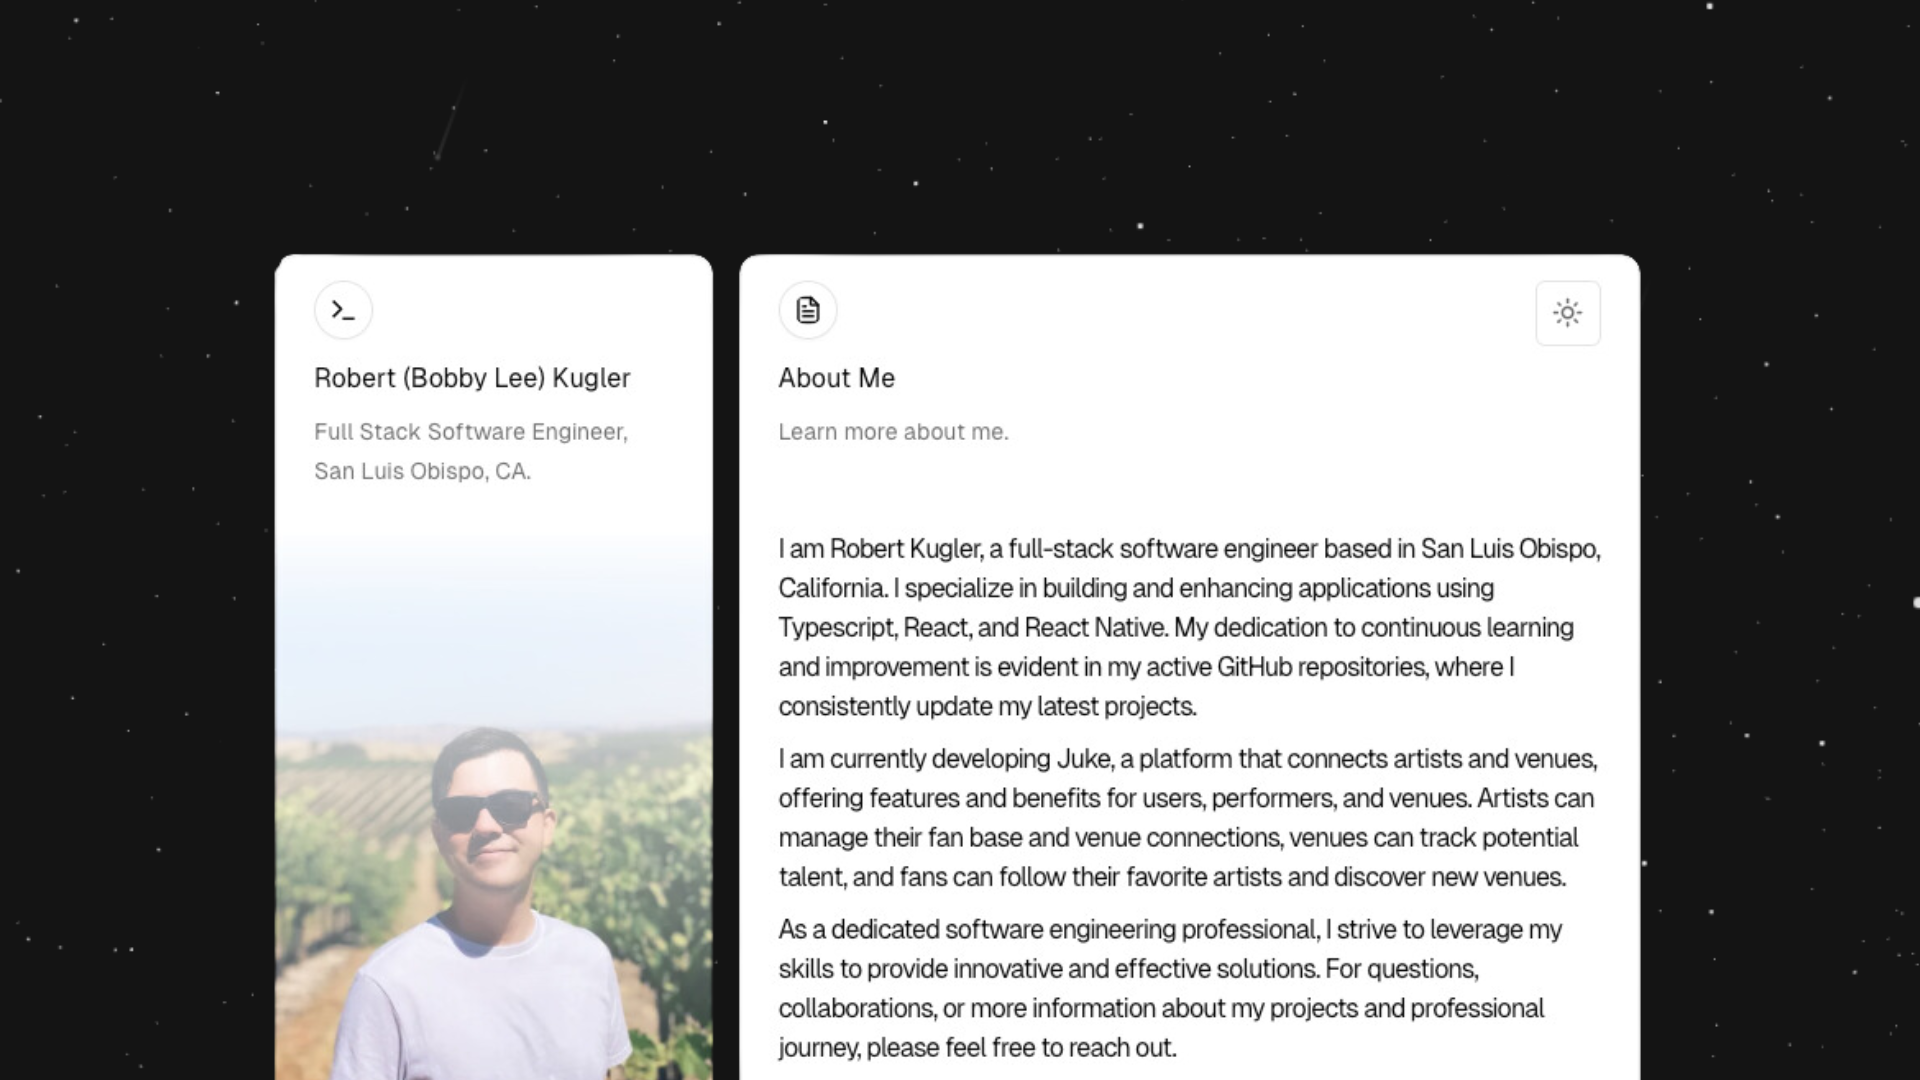 Robert (Bobby Lee) Kugler
Full Stack Software Engineer,
San Luis Obispo, CA.
About Me
Learn more about me.
I am Robert Kugler, a full-stack software engineer based in San Luis Obispo,
California. I specialize in building and enhancing applications using
Typescript, React, and React Native. My dedication to continuous learning
and improvement is evident in my active GitHub repositories, where I
consistently update my latest projects.
I am currently developing Juke, a platform that connects artists and venues,
offering features and benefits for users, performers, and venues. Artists can
manage their fan base and venue connections, venues can track potential
talent, and fans can follow their favorite artists and discover new venues.
As a dedicated software engineering professional, I strive to leverage my
skills to provide innovative and effective solutions. For questions,
collaborations, or more information about my projects and professional
journey, please feel free to reach out.